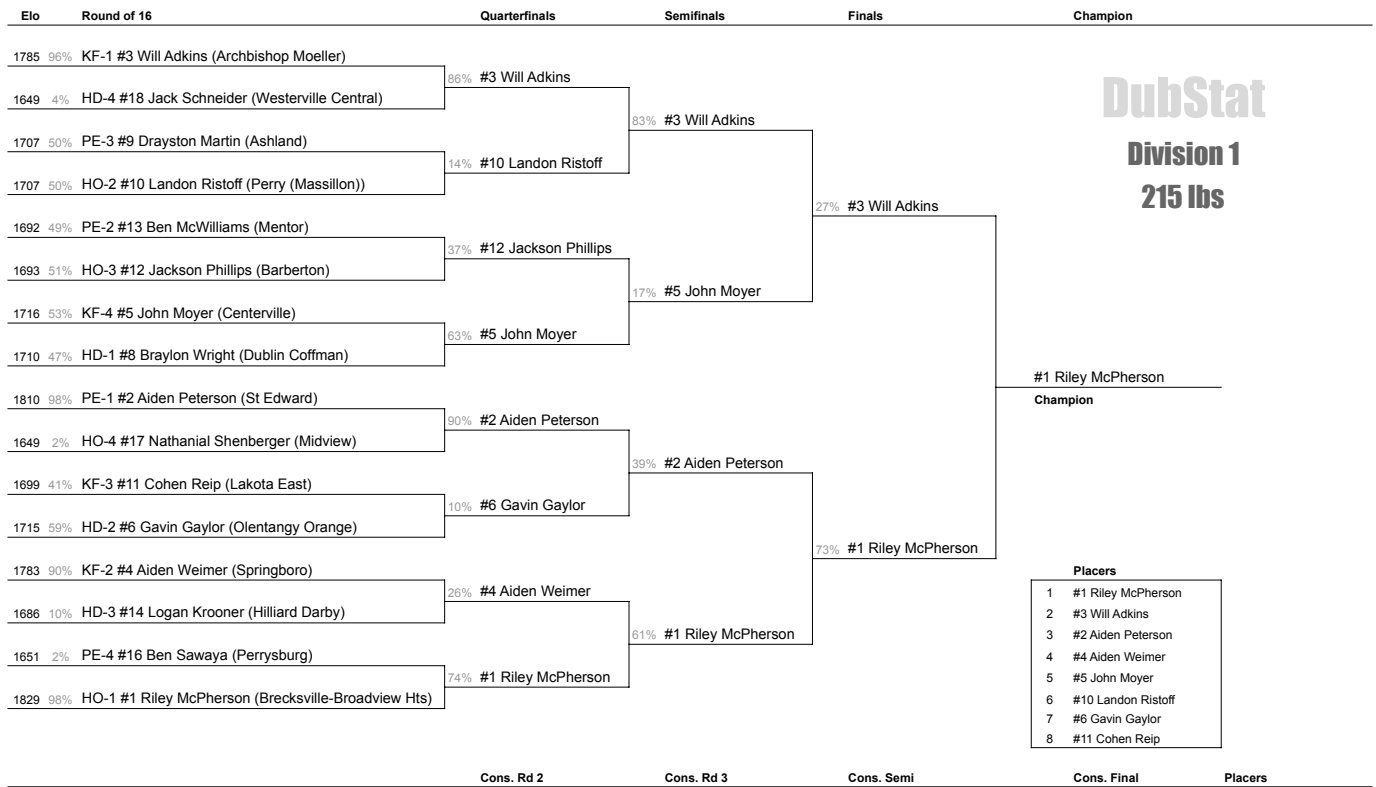 Elo Round of 16 Quarterfinals Semifinals Finals Champion
1785 96% KF-1 #3 Will Adkins (Archbishop Moeller)
86% #3 Will Adkins
DubStat
1649 4% HD-4 #18 Jack Schneider (Westerville Central)
83% #3 Will Adkins
1707 50% PE-3 #9 Drayston Martin (Ashland)
Division 1
14% #10 Landon Ristoff
1707 50% HO-2 #10 Landon Ristoff (Perry (Massillon))
215 lbs
27% #3 Will Adkins
1692 49% PE-2 #13 Ben McWilliams (Mentor)
37% #12 Jackson Phillips
1693 51% HO-3 #12 Jackson Phillips (Barberton)
17% #5 John Moyer
1716 53% KF-4 #5 John Moyer (Centerville)
63% #5 John Moyer
1710 47% HD-1 #8 Braylon Wright (Dublin Coffman)
#1 Riley McPherson
1810 98% PE-1 #2 Aiden Peterson (St Edward)
Champion
90% #2 Aiden Peterson
1649 2% HO-4 #17 Nathanial Shenberger (Midview)
39% #2 Aiden Peterson
1699 41% KF-3 #11 Cohen Reip (Lakota East)
10% #6 Gavin Gaylor
1715 59% HD-2 #6 Gavin Gaylor (Olentangy Orange)
73% #1 Riley McPherson
1783 90% KF-2 #4 Aiden Weimer (Springboro)
Placers
26% #4 Aiden Weimer
1 #1 Riley McPherson
1686 10% HD-3 #14 Logan Krooner (Hilliard Darby)
2 #3 Will Adkins
61% #1 Riley McPherson
3 #2 Aiden Peterson
1651 2% PE-4 #16 Ben Sawaya (Perrysburg)
4 #4 Aiden Weimer
74% #1 Riley McPherson
5 #5 John Moyer
1829 98% HO-1 #1 Riley McPherson (Brecksville-Broadview Hts)
6 #10 Landon Ristoff
7 #6 Gavin Gaylor
8 #11 Cohen Reip
Cons. Rd 2 Cons. Rd 3 Cons. Semi Cons. Final Placers